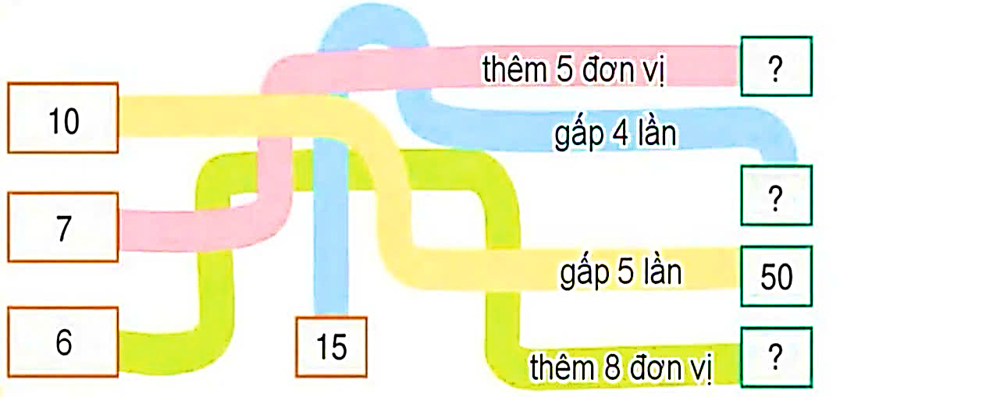 thêm 5 đơn vị
?
10
gấp 4 lần
?
7
gấp 5 lần
50
6
15
thêm 8 đơn vị
?